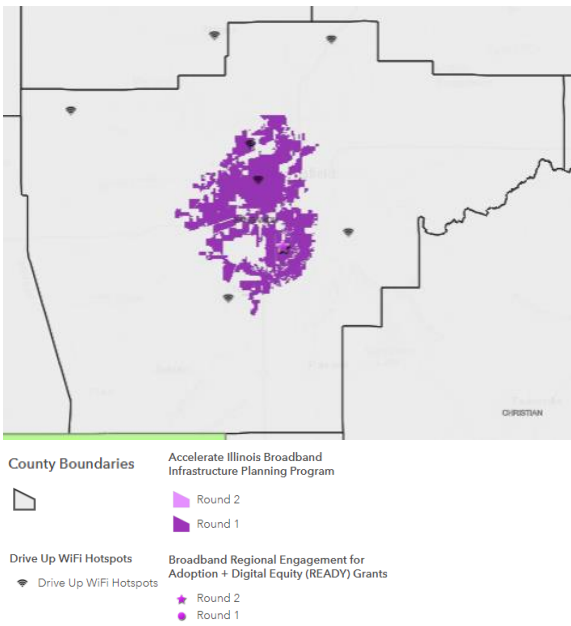 CHRISTIAN
County Boundaries
Accelerate Illinois Broadband
Infrastructure Planning Program
Round 2
Round 1
Drive Up WiFi Hotspots
Drive Up WiFi Hotspots
Broadband Regional Engagement for
Adoption + Digital Equity (READY) Grants
Round 2
Round 1